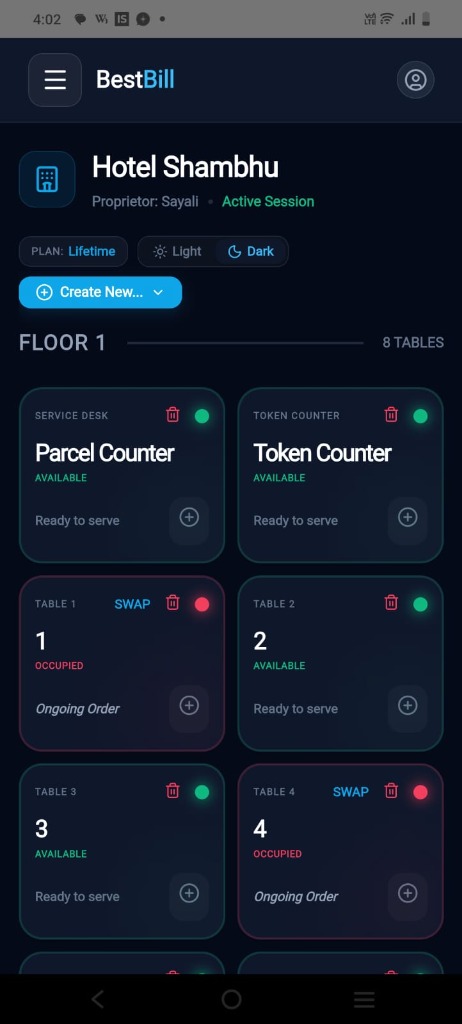 4:02
BestBill
Hotel Shambhu
Proprietor: Sayali • Active Session
PLAN: Lifetime
Light
Dark
Create New...
FLOOR 1
8 TABLES
SERVICE DESK
Parcel Counter
AVAILABLE
Ready to serve
TOKEN COUNTER
Token Counter
AVAILABLE
Ready to serve
TABLE 1
SWAP
1
OCCUPIED
Ongoing Order
TABLE 2
2
AVAILABLE
Ready to serve
TABLE 3
3
AVAILABLE
Ready to serve
TABLE 4
SWAP
4
OCCUPIED
Ongoing Order